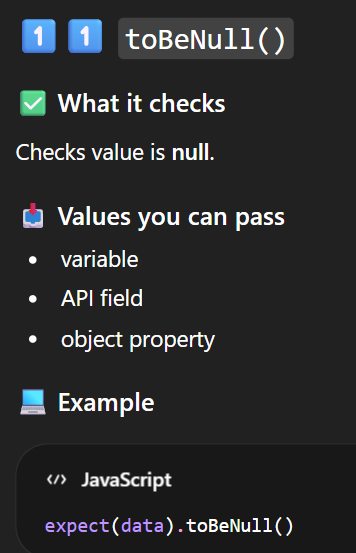 1️⃣ 1️⃣ toBeNull()
✅ What it checks
Checks value is null.
📥 Values you can pass
• variable
• API field
• object property
💻 Example
</> JavaScript
expect(data).toBeNull()